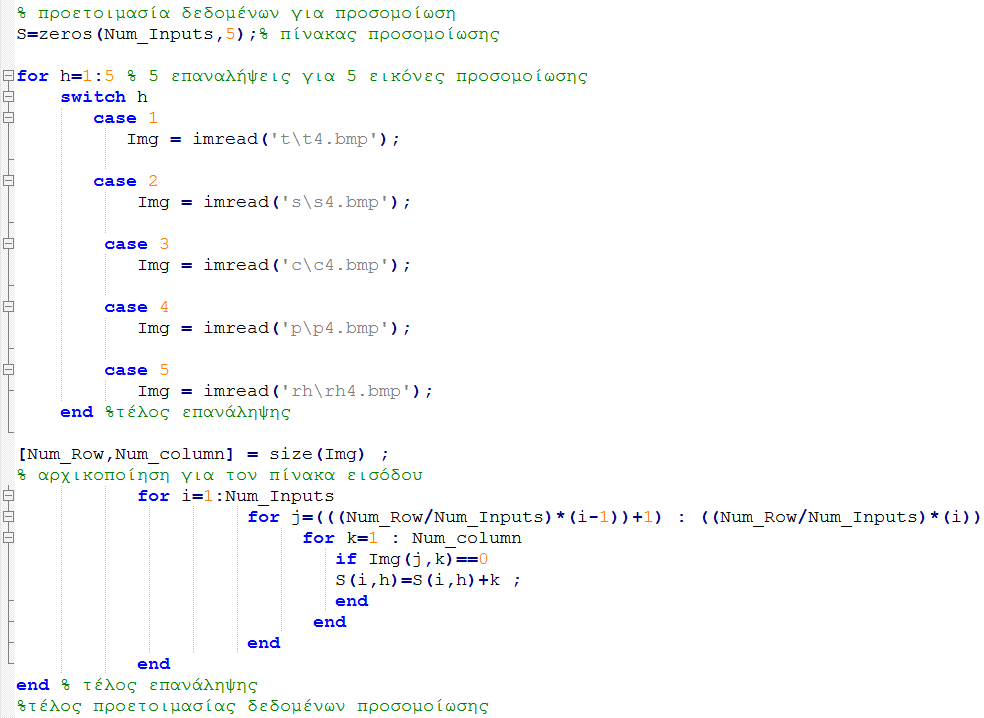 % προετοιμασία δεδομένων για προσομοίωση
S=zeros(Num_Inputs,5);% πίνακας προσομοίωσης
for h=1:5 % 5 επαναλήψεις για 5 εικόνες προσομοίωσης
switch h
case 1
Img = imread('t\t4.bmp');
case 2
Img = imread('s\s4.bmp');
case 3
Img = imread('c\c4.bmp');
case 4
Img = imread('p\p4.bmp');
case 5
Img = imread('rh\rh4.bmp');
end %τέλος επανάληψης
[Num_Row,Num_column] = size(Img) ;
% αρχικοποίηση για τον πίνακα εισόδου
for i=1:Num_Inputs
for j=(((Num_Row/Num_Inputs)*(i-1))+1) : ((Num_Row/Num_Inputs)*(i))
for k=1 : Num_column
if Img(j,k)==0
S(i,h)=S(i,h)+k ;
end
end
end
end
end % τέλος επανάληψης
%τέλος προετοιμασίας δεδομένων προσομοίωσης